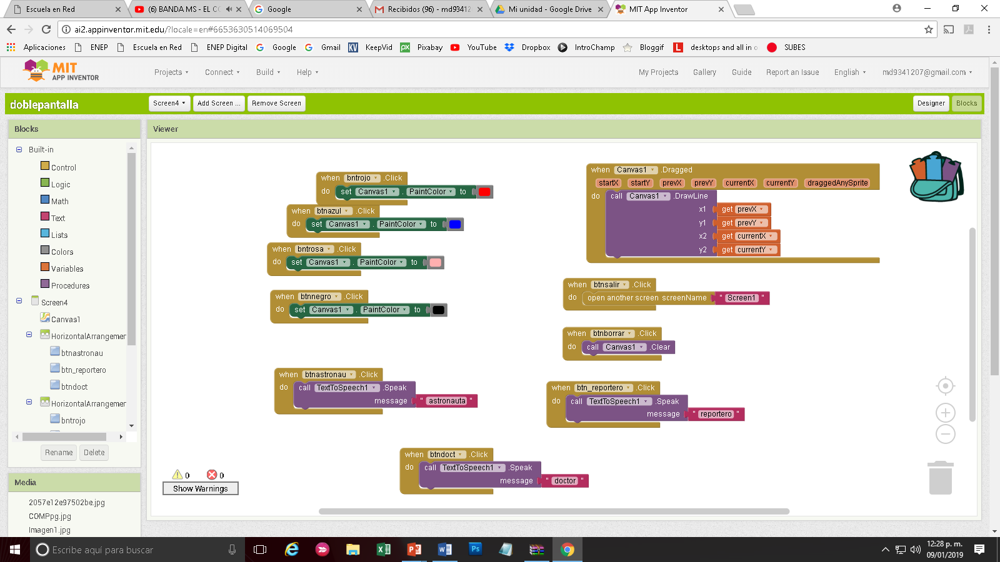 Escuela en Red
(6) BANDA MS - EL CO
Google
Recibidos (96) - md9341
Mi unidad - Google Drive
MIT App Inventor
ai2.appinventor.mit.edu/?locale=en#6653630514069504
Aplicaciones ENEP Escuela en Red ENEP Digital Google Gmail KeepVid Pixabay YouTube Dropbox IntroChamp Bloggif desktops and all in o SUBES
MIT
APP INVENTOR
Projects Connect Build Help
My Projects Gallery Guide Report an Issue English md9341207@gmail.com
doblepantalla
Screen4 Add Screen ... Remove Screen
Designer Blocks
Blocks
Built-in
Control
Logic
Math
Text
Lists
Colors
Variables
Procedures
Screen4
Canvas1
HorizontalArrangemer
btnastronau
btn_reportero
btndoct
HorizontalArrangemer
bntrojo
Rename Delete
Media
2057e12e97502be.jpg
COMPpg.jpg
Imagen1.jpg
Viewer
when bntrojo .Click
do set Canvas1 . PaintColor to
when btnazul .Click
do set Canvas1 . PaintColor to
when bntrosa .Click
do set Canvas1 . PaintColor to
when btnnegro .Click
do set Canvas1 . PaintColor to
when btnastronau .Click
do call TextToSpeech1 .Speak
message " astronauta "
when btndoct .Click
do call TextToSpeech1 .Speak
message " doctor "
when Canvas1 .Dragged
startX startY prevX prevY currentX currentY draggedAnySprite
do call Canvas1 .DrawLine
x1 get prevX
y1 get prevY
x2 get currentX
y2 get currentY
when btnsalir .Click
do open another screen screenName " Screen1 "
when btnborrar .Click
do call Canvas1 .Clear
when btn_reportero .Click
do call TextToSpeech1 .Speak
message " reportero "
0 0
Show Warnings
Escribe aquí para buscar
12:28 p. m.
09/01/2019